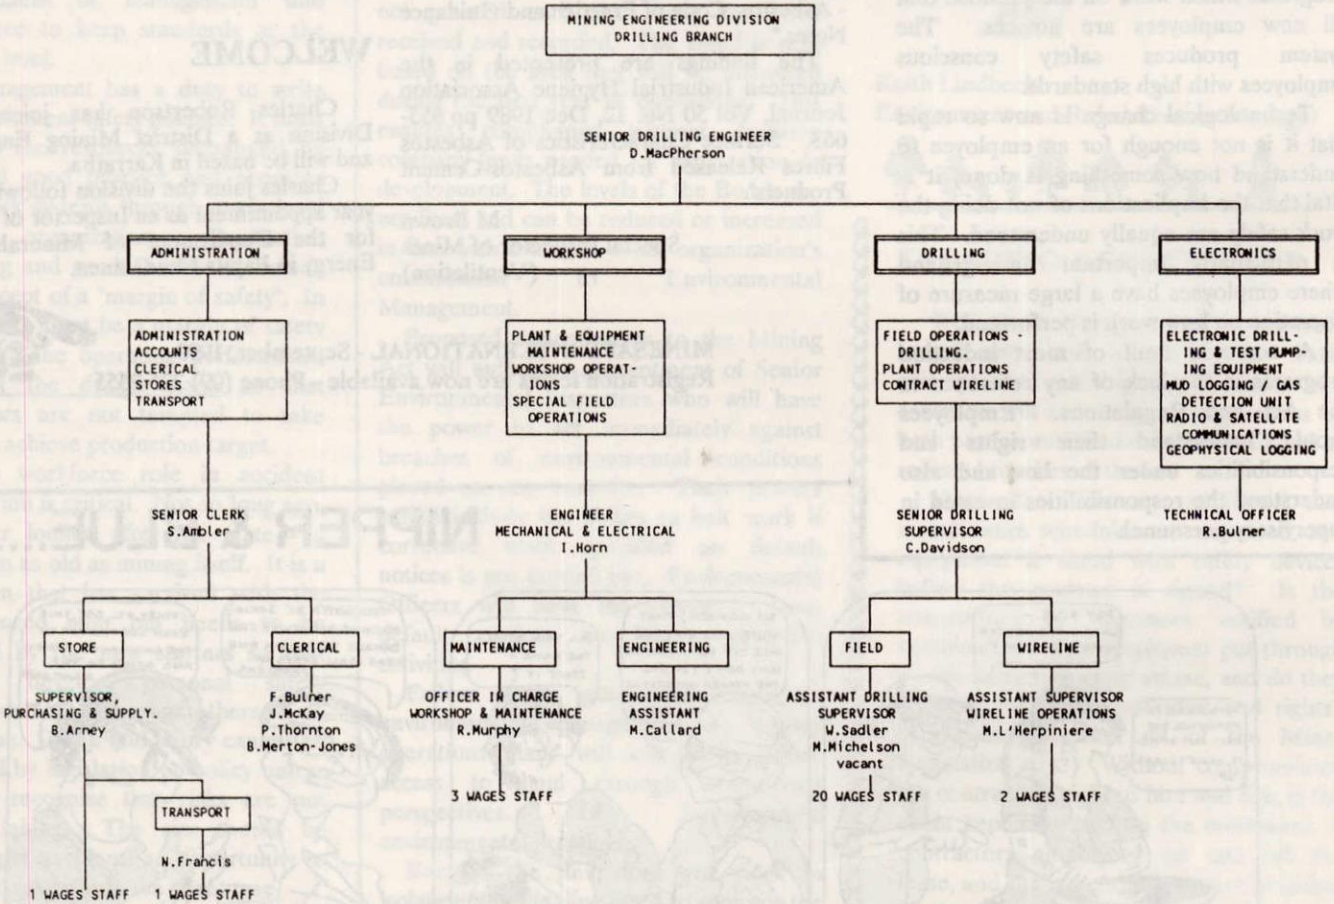 MINING ENGINEERING DIVISION
DRILLING BRANCH
SENIOR DRILLING ENGINEER
D.MacPherson
ADMINISTRATION
WORKSHOP
DRILLING
ELECTRONICS
ADMINISTRATION
ACCOUNTS
CLERICAL
STORES
TRANSPORT
PLANT & EQUIPMENT
MAINTENANCE
WORKSHOP OPERAT-
IONS
SPECIAL FIELD
OPERATIONS
FIELD OPERATIONS
DRILLING.
PLANT OPERATIONS
CONTRACT WIRELINE
ELECTRONIC DRILL-
ING & TEST PUMP-
ING EQUIPMENT
MUD LOGGING / GAS
DETECTION UNIT
RADIO & SATELLITE
COMMUNICATIONS
GEOPHYSICAL LOGGING
SENIOR CLERK
S.Ambler
ENGINEER
MECHANICAL & ELECTRICAL
I.Horn
SENIOR DRILLING
SUPERVISOR
C.Davidson
TECHNICAL OFFICER
R.Bulner
STORE
CLERICAL
MAINTENANCE
ENGINEERING
FIELD
WIRELINE
SUPERVISOR,
PURCHASING & SUPPLY.
B.Arney
F.Bulner
J.McKay
P.Thornton
B.Merton-Jones
OFFICER IN CHARGE
WORKSHOP & MAINTENANCE
R.Murphy
ENGINEERING
ASSISTANT
M.Callard
ASSISTANT DRILLING
SUPERVISOR
W.Sadler
M.Michelson
vacant
ASSISTANT SUPERVISOR
WIRELINE OPERATIONS
M.L'Herpiniere
3 WAGES STAFF
20 WAGES STAFF
2 WAGES STAFF
TRANSPORT
N.Francis
1 WAGES STAFF
1 WAGES STAFF